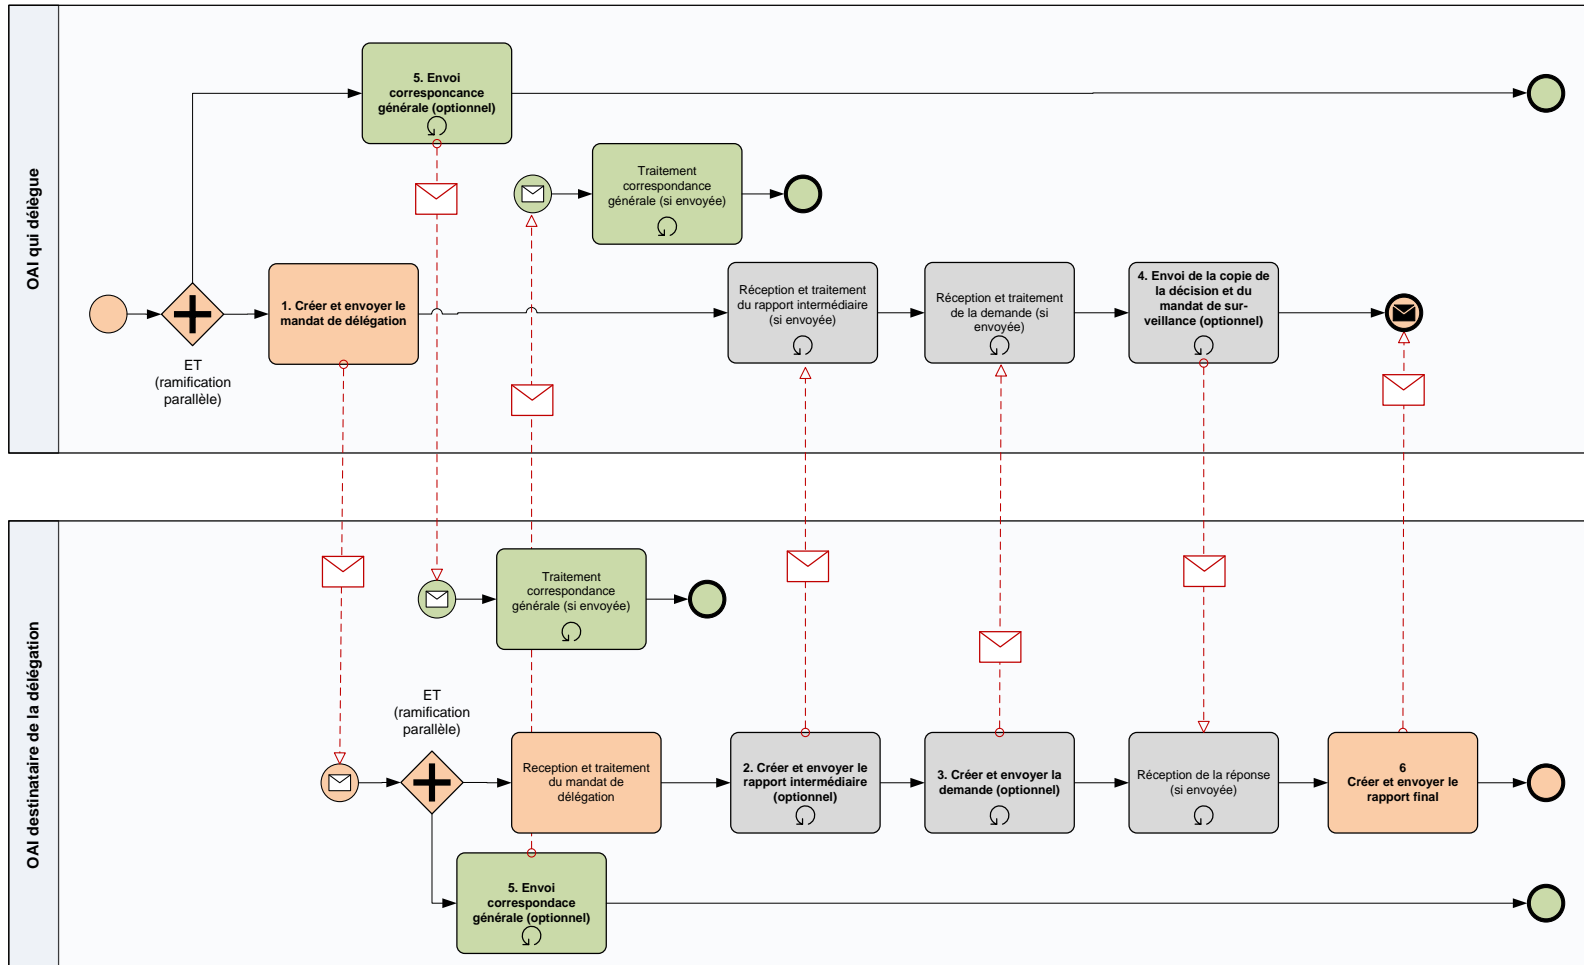 OAI qui délègue
5. Envoi
corresponcance
générale (optionnel)
Traitement
correspondance
générale (si envoyée)
1. Créer et envoyer le
mandat de délégation
ET
(ramification
parallèle)
Réception et traitement
du rapport intermédiaire
(si envoyée)
Réception et traitement
de la demande (si
envoyée)
4. Envoi de la copie de
la décision et du
mandat de sur-
veillance (optionnel)
OAI destinataire de la délégation
Traitement
correspondance
générale (si envoyée)
ET
(ramification
parallèle)
Reception et traitement
du mandat de
délégation
2. Créer et envoyer le
rapport intermédiaire
(optionnel)
3. Créer et envoyer la
demande (optionnel)
Réception de la réponse
(si envoyée)
6
Créer et envoyer le
rapport final
5. Envoi
correspondace
générale (optionnel)